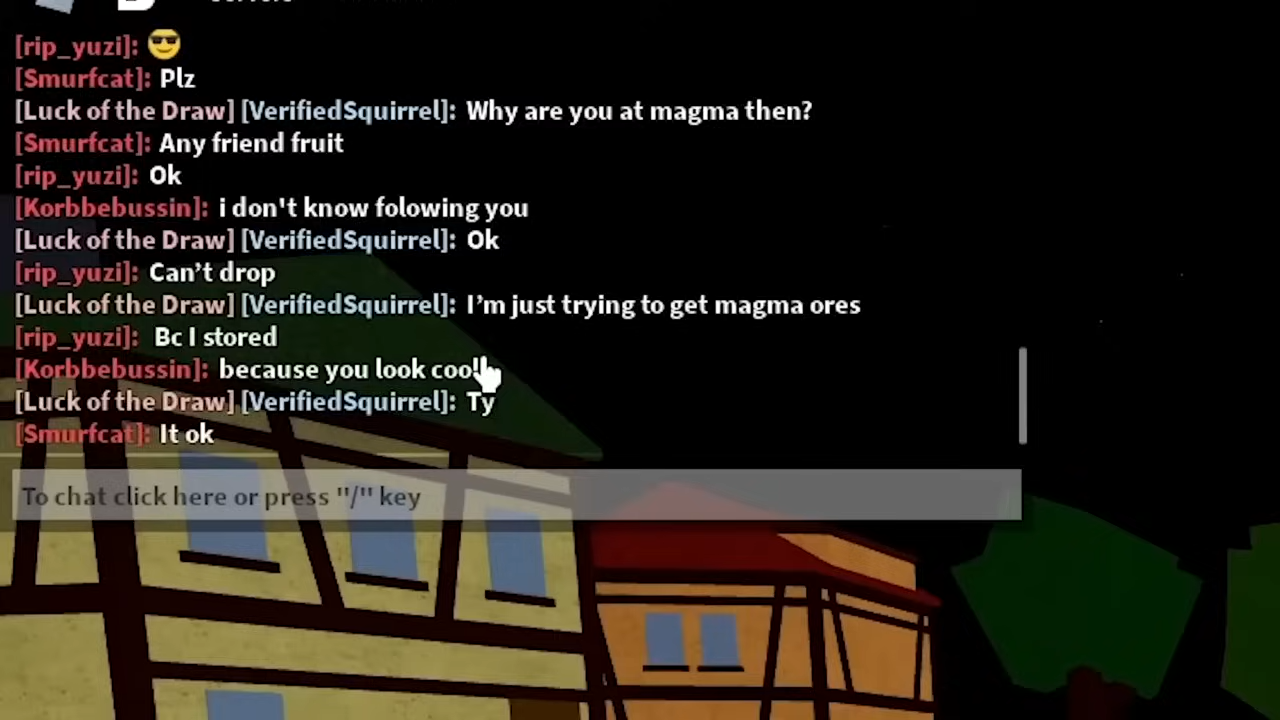 [rip_yuzi]: 😎
[Smurfcat]: Plz
[Luck of the Draw] [VerifiedSquirrel]: Why are you at magma then?
[Smurfcat]: Any friend fruit
[rip_yuzi]: Ok
[Korbbebussin]: i don't know folowing you
[Luck of the Draw] [VerifiedSquirrel]: Ok
[rip_yuzi]: Can’t drop
[Luck of the Draw] [VerifiedSquirrel]: I’m just trying to get magma ores
[rip_yuzi]: Bc I stored
[Korbbebussin]: because you look cool
[Luck of the Draw] [VerifiedSquirrel]: Ty
[Smurfcat]: It ok
To chat click here or press "/" key